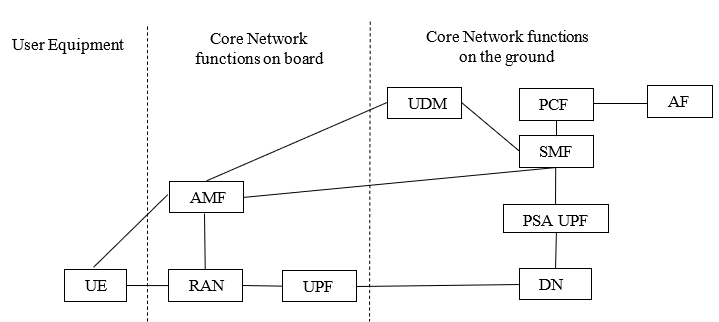 User Equipment
Core Network
functions on board
Core Network functions
on the ground
UDM
PCF
AF
SMF
AMF
PSA UPF
UE
RAN
UPF
DN